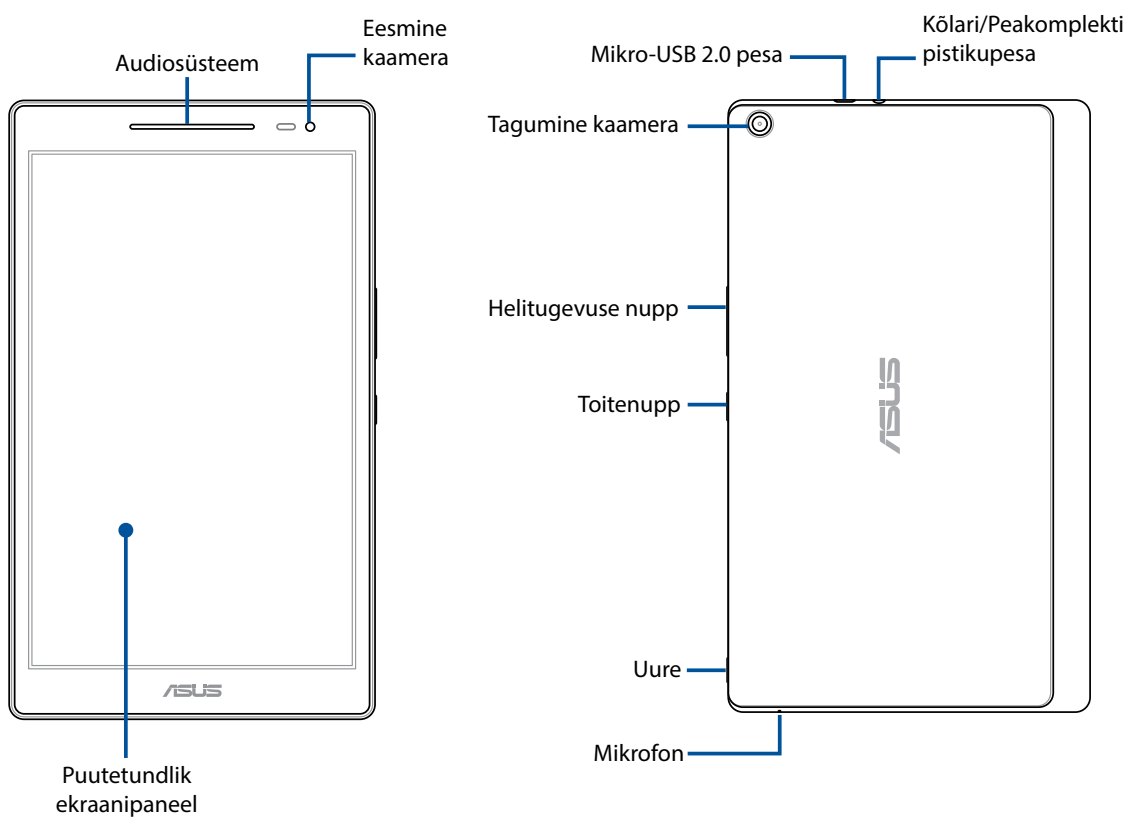 Eesmine
kaamera
Audiosüsteem
ASUS
Puutetundlik
ekraanipaneel
Kõlari/Peakomplekti
pistikupesa
Mikro-USB 2.0 pesa
Tagumine kaamera
Helitugevuse nupp
Toitenupp
ASUS
Uure
Mikrofon